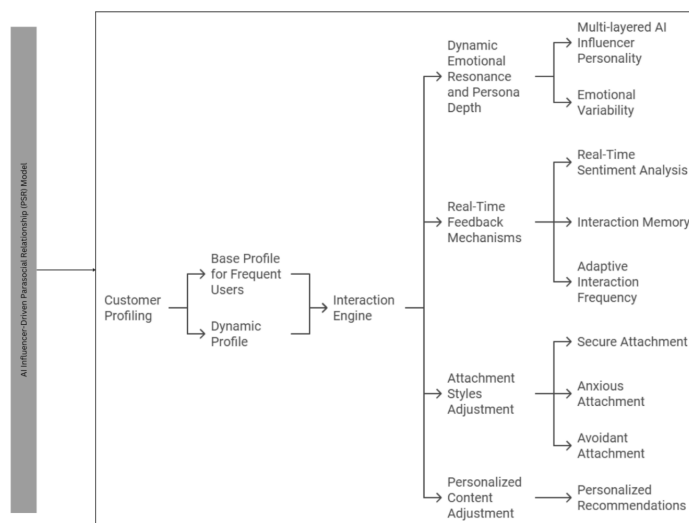 AI Influencer-Driven Parasocial Relationship (PSR) Model
Customer
Profiling
Base Profile
for Frequent
Users
Dynamic
Profile
Interaction
Engine
Dynamic
Emotional
Resonance
and Persona
Depth
Multi-layered AI
Influencer
Personality
Emotional
Variability
Real-Time
Feedback
Mechanisms
Real-Time
Sentiment Analysis
Interaction Memory
Adaptive
Interaction
Frequency
Attachment
Styles
Adjustment
Secure Attachment
Anxious
Attachment
Avoidant
Attachment
Personalized
Content
Adjustment
Personalized
Recommendations